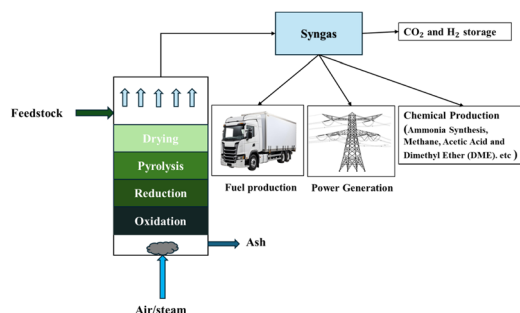 Syngas
CO2 and H2 storage
Feedstock
Drying
Pyrolysis
Reduction
Oxidation
Ash
Air/steam
Fuel production
Power Generation
Chemical Production
(Ammonia Synthesis,
Methane, Acetic Acid and
Dimethyl Ether (DME). etc )